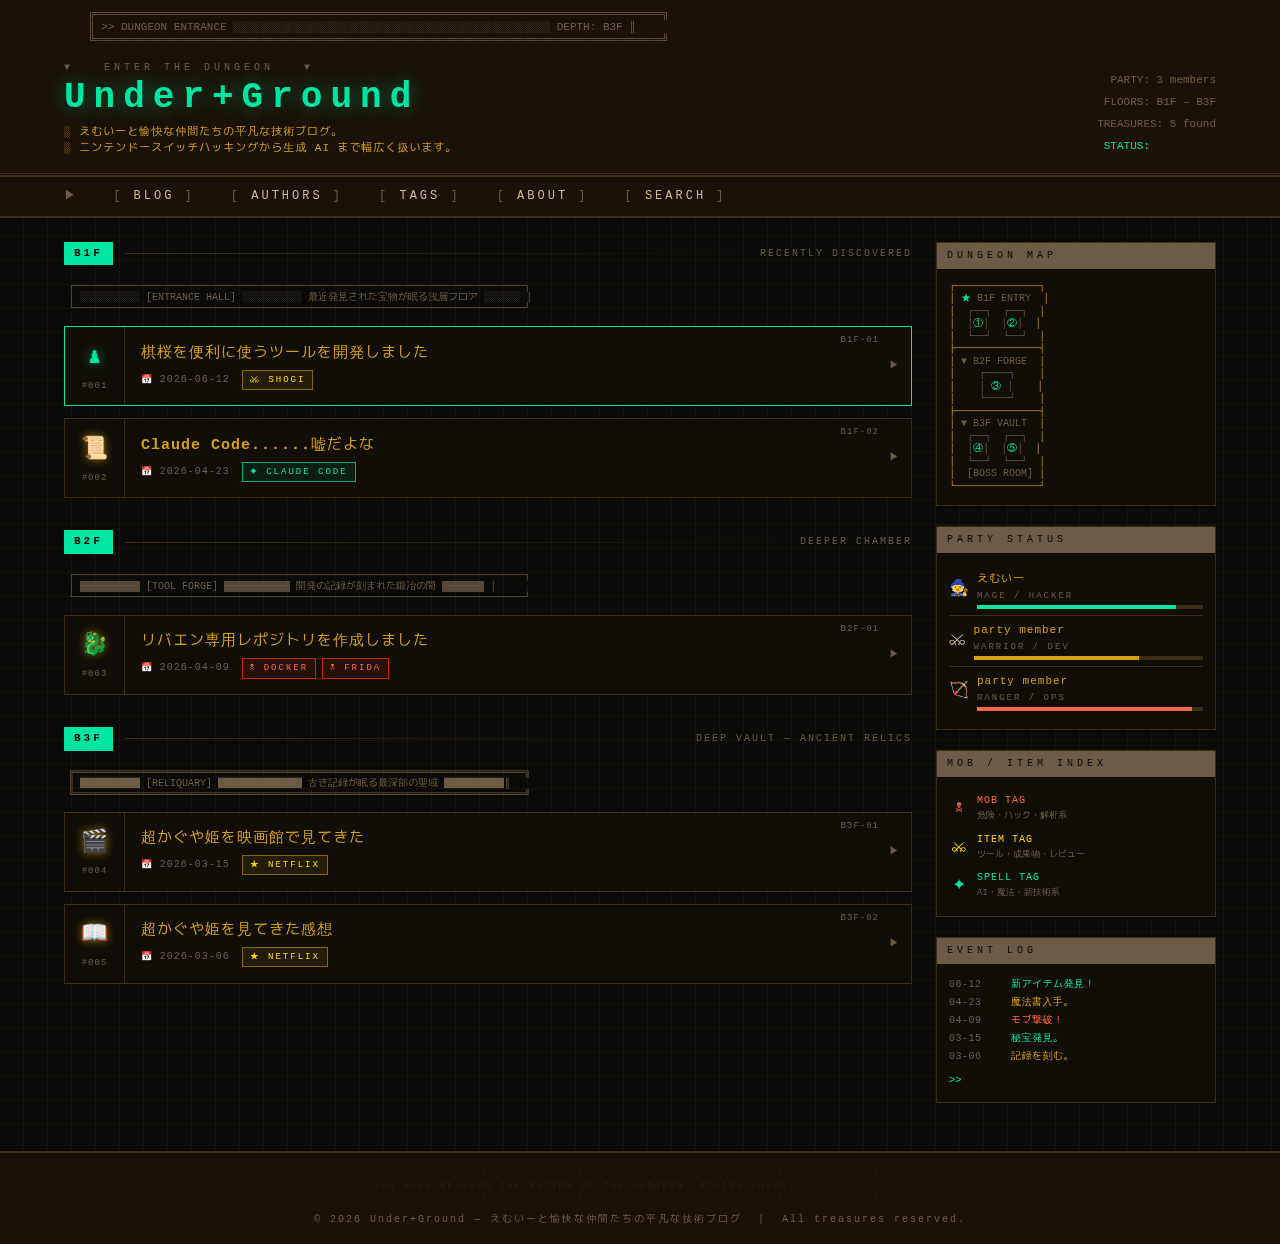 >> DUNGEON ENTRANCE DEPTH: B3F
▼ ENTER THE DUNGEON ▼
Under+Ground
えむいーと愉快な仲間たちの平凡な技術ブログ。
ニンテンドースイッチハッキングから生成 AI まで幅広く扱います。
PARTY: 3 members
FLOORS: B1F – B3F
TREASURES: 5 found
STATUS:
▶ [ BLOG ] [ AUTHORS ] [ TAGS ] [ ABOUT ] [ SEARCH ]
B1F RECENTLY DISCOVERED
[ENTRANCE HALL] 最近発見された宝物が眠る浅層フロア
棋桜を便利に使うツールを開発しました
B1F-01
#001
2026-06-12 SHOGI
Claude Code......嘘だよな
B1F-02
#002
2026-04-23 CLAUDE CODE
B2F DEEPER CHAMBER
[TOOL FORGE] 開発の記録が刻まれた鍛冶の間
リバエン専用レポジトリを作成しました
B2F-01
#003
2026-04-09 DOCKER FRIDA
B3F DEEP VAULT — ANCIENT RELICS
[RELIQUARY] 古き記録が眠る最深部の聖域
超かぐや姫を映画館で見てきた
B3F-01
#004
2026-03-15 ★ NETFLIX
超かぐや姫を見てきた感想
B3F-02
#005
2026-03-06 ★ NETFLIX
DUNGEON MAP
★ B1F ENTRY
① ②
▼ B2F FORGE
③
▼ B3F VAULT
④ ⑤
[BOSS ROOM]
PARTY STATUS
えむいー
MAGE / HACKER
party member
WARRIOR / DEV
party member
RANGER / OPS
MOB / ITEM INDEX
MOB TAG
危険・ハック・解析系
ITEM TAG
ツール・成果物・レビュー
SPELL TAG
AI・魔法・新技術系
EVENT LOG
06-12 新アイテム発見！
04-23 魔法書入手。
04-09 モブ撃破！
03-15 秘宝発見。
03-06 記録を刻む。
>>
YOU HAVE REACHED THE BOTTOM OF THE DUNGEON. STAIRS AHEAD.
© 2026 Under+Ground — えむいーと愉快な仲間たちの平凡な技術ブログ | All treasures reserved.